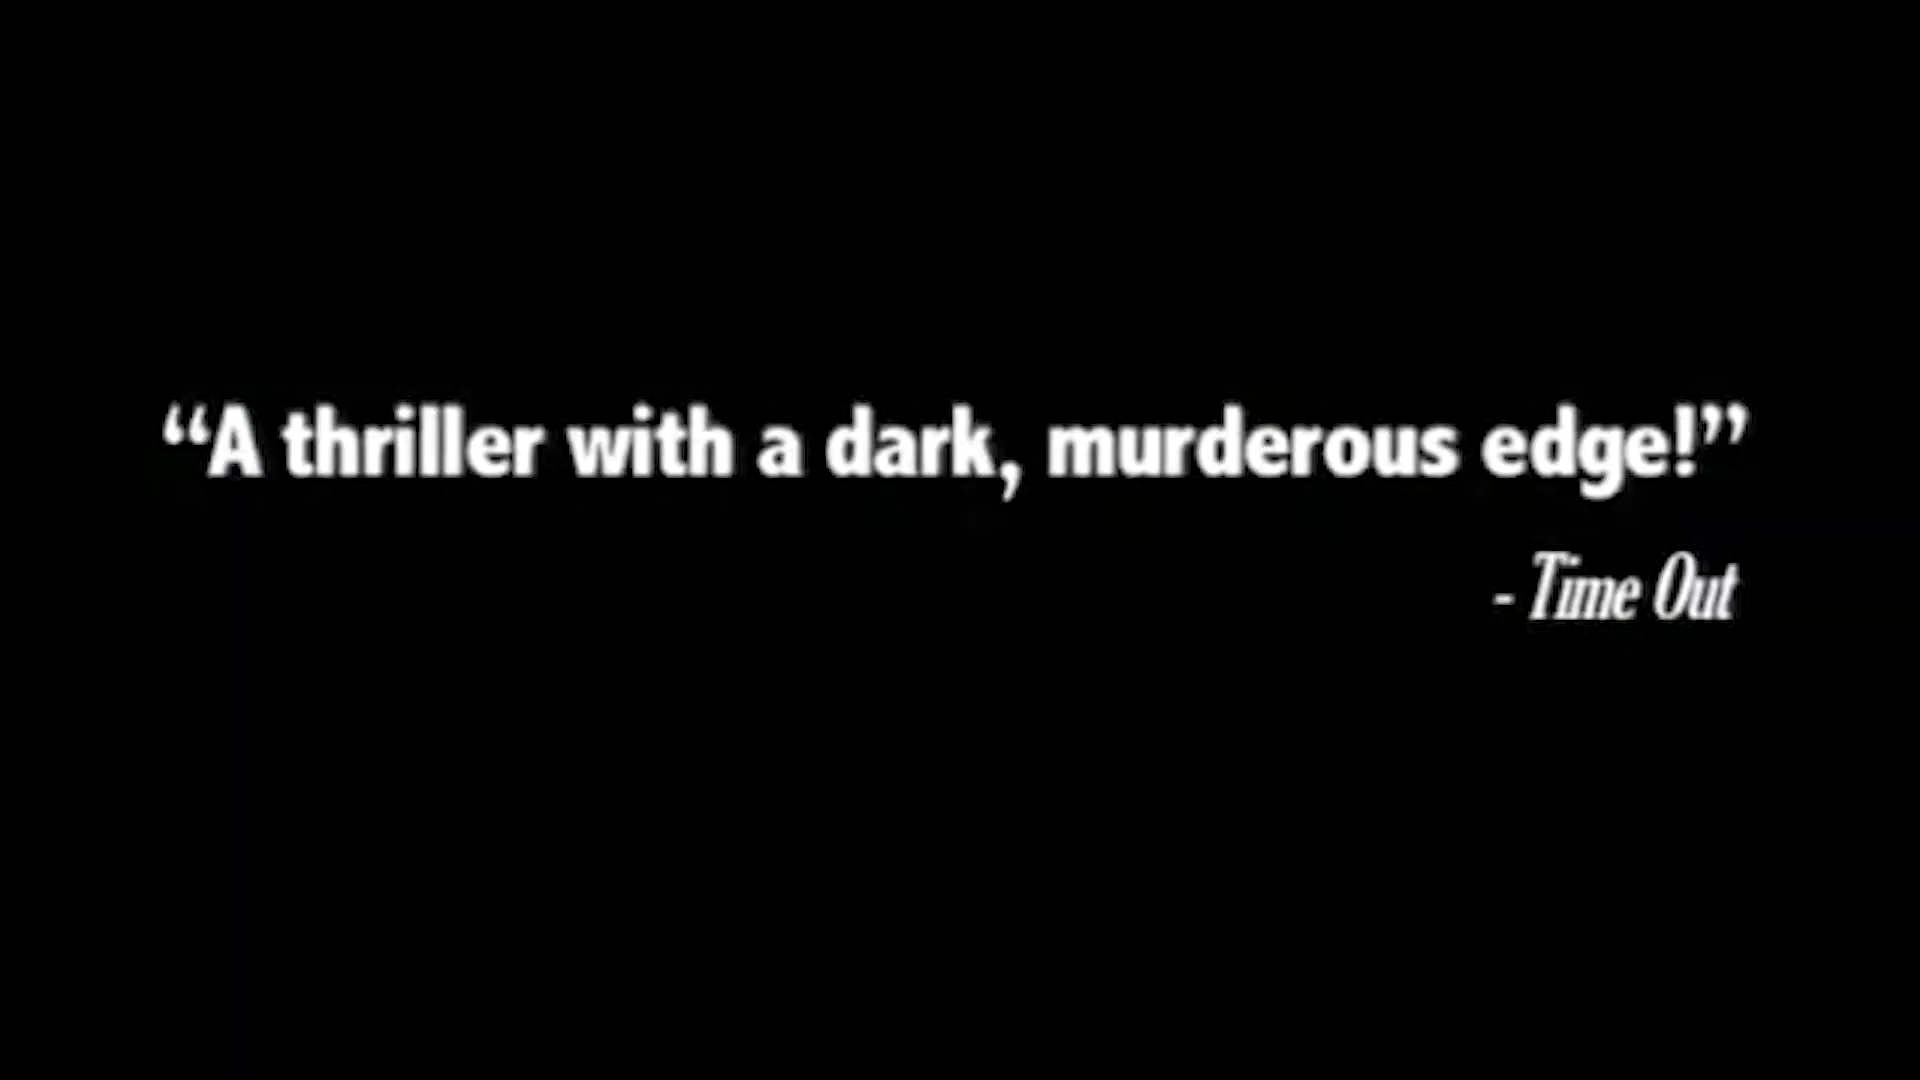 “A thriller with a dark, murderous edge!”
- Time Out